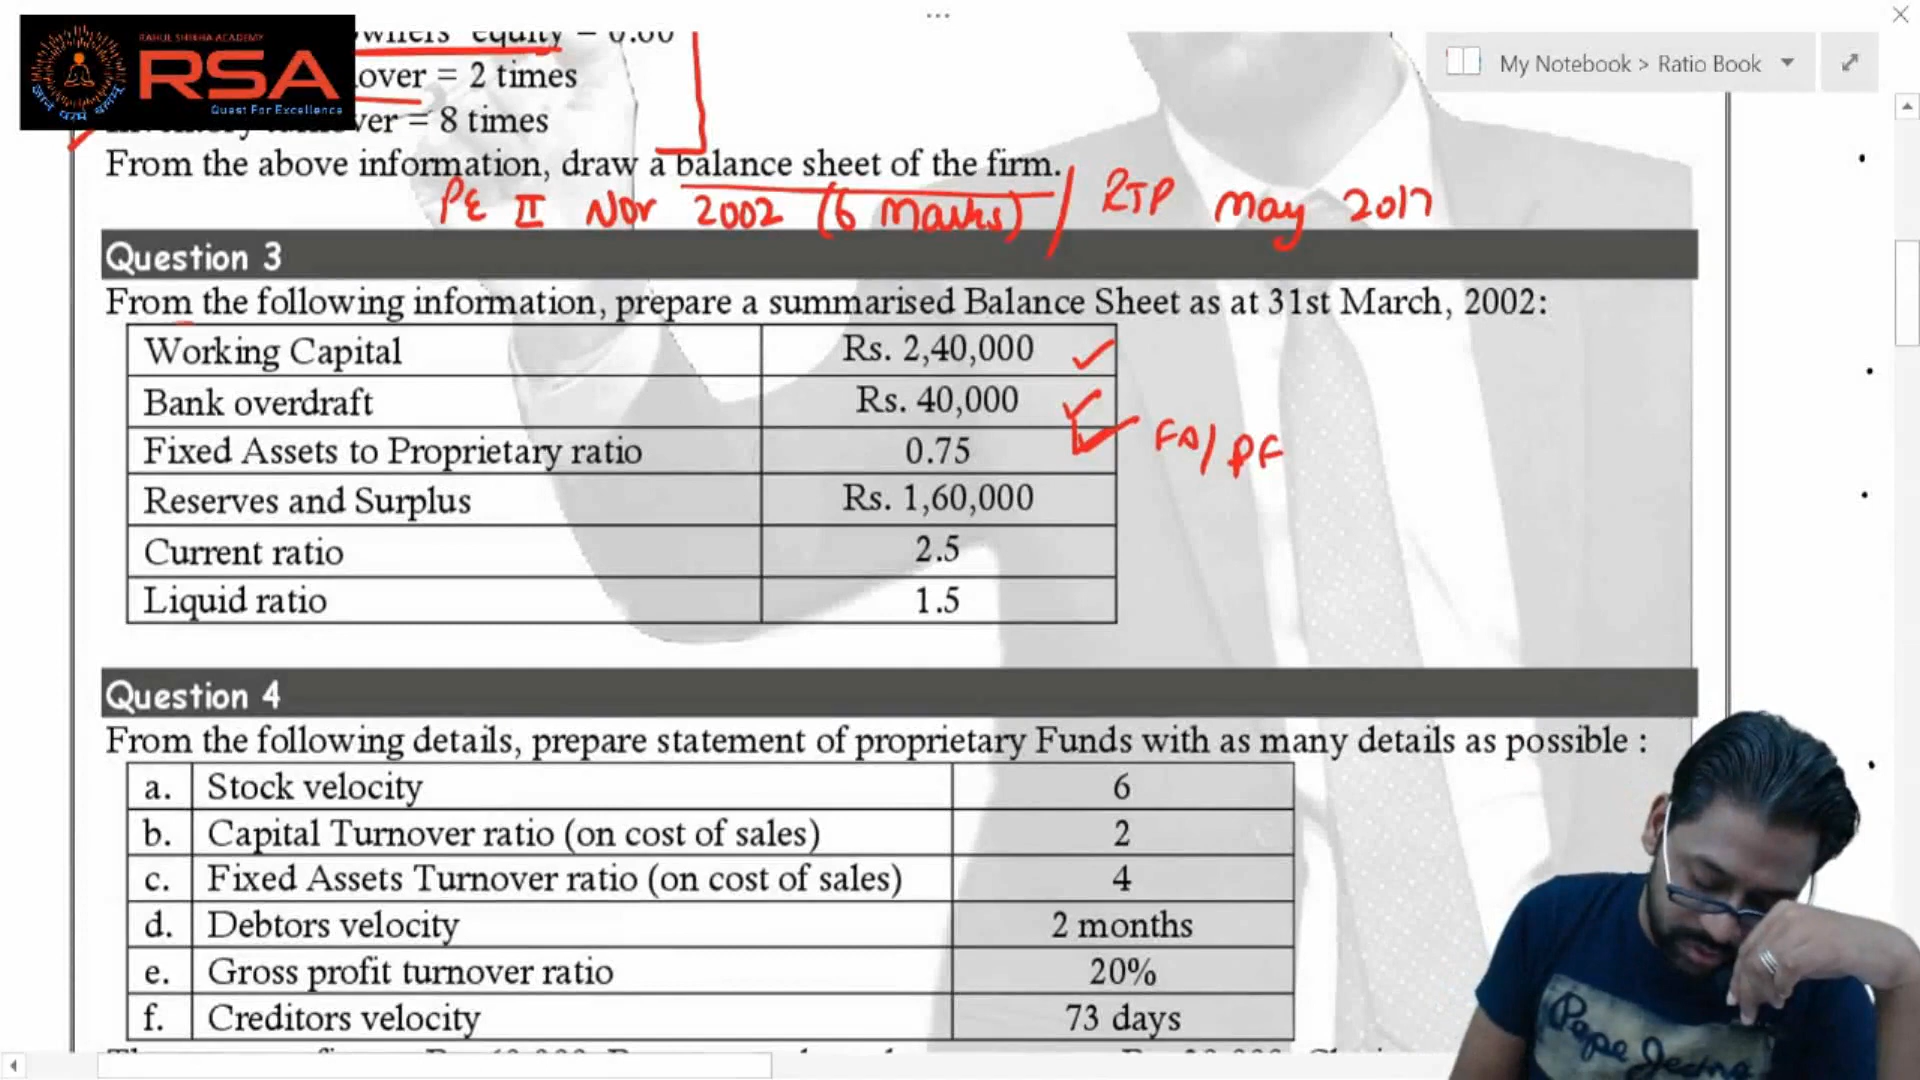 ...
RAHUL SHIKHA ACADEMY
RSA
Quest For Excellence
My Notebook > Ratio Book
equity = 0.60
over = 2 times
Inventory turnover = 8 times
From the above information, draw a balance sheet of the firm.
PE II Nov 2002 (6 Marks) / RTP May 2017
Question 3
From the following information, prepare a summarised Balance Sheet as at 31st March, 2002:
Working Capital Rs. 2,40,000
Bank overdraft Rs. 40,000
Fixed Assets to Proprietary ratio 0.75 FA/PF
Reserves and Surplus Rs. 1,60,000
Current ratio 2.5
Liquid ratio 1.5
Question 4
From the following details, prepare statement of proprietary Funds with as many details as possible :
a. Stock velocity 6
b. Capital Turnover ratio (on cost of sales) 2
c. Fixed Assets Turnover ratio (on cost of sales) 4
d. Debtors velocity 2 months
e. Gross profit turnover ratio 20%
f. Creditors velocity 73 days
Pepe Jeans